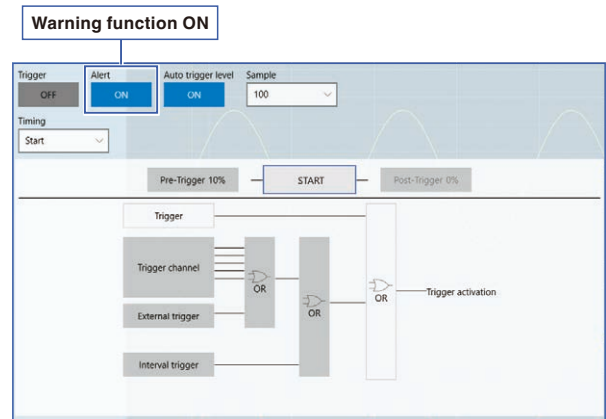 Warning function ON
Trigger Alert Auto trigger level Sample
OFF ON ON 100
Timing
Start
Pre-Trigger 10% START Post-Trigger 0%
Trigger
Trigger channel
OR
OR
OR
Trigger activation
External trigger
Interval trigger